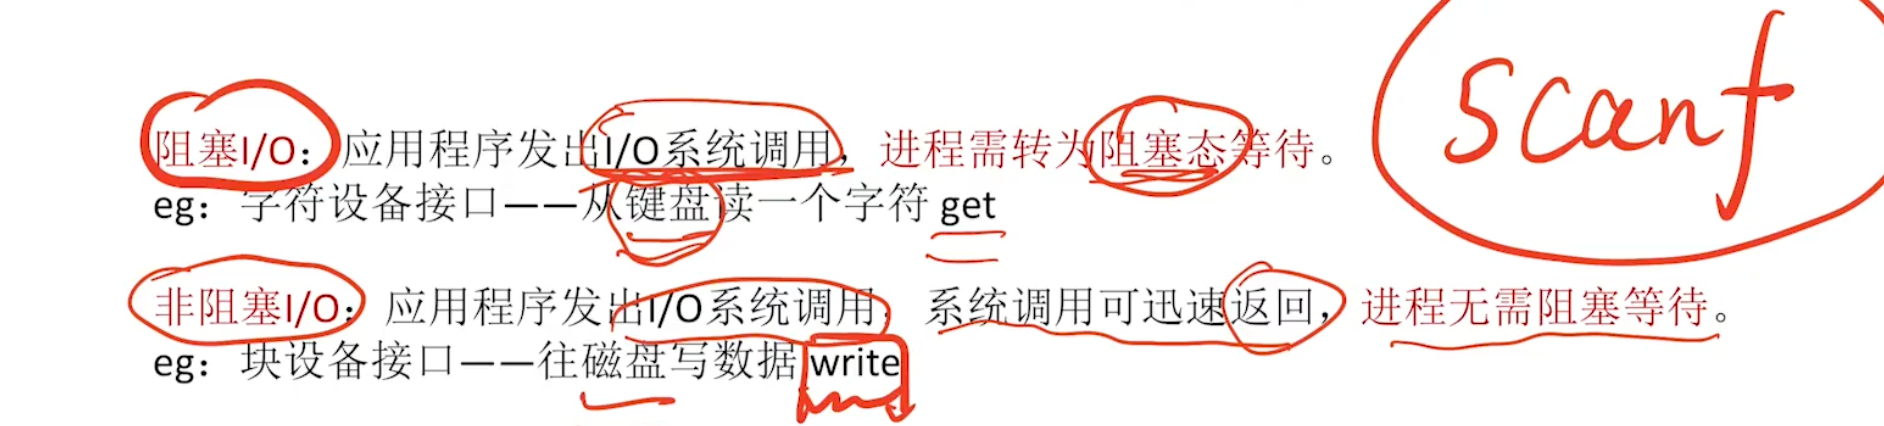 scanf
阻塞I/O：应用程序发出I/O系统调用，进程需转为阻塞态等待。
eg：字符设备接口——从键盘读一个字符 get
非阻塞I/O：应用程序发出I/O系统调用，系统调用可迅速返回，进程无需阻塞等待。
eg：块设备接口——往磁盘写数据 write